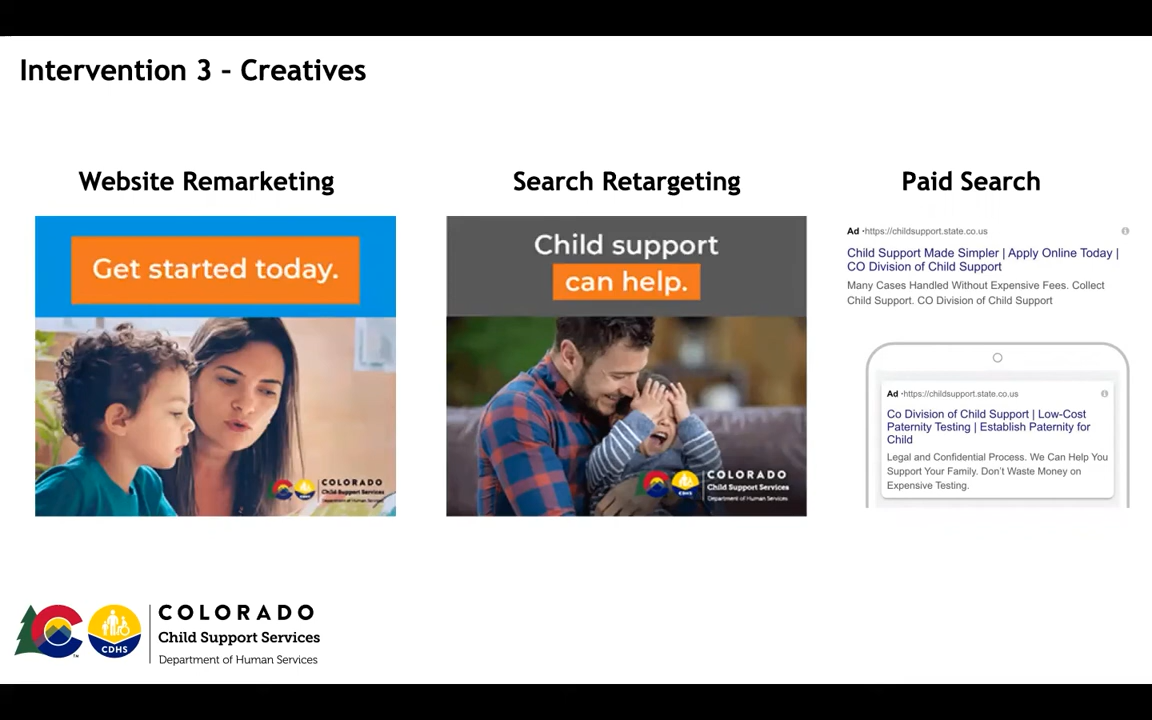 Intervention 3 – Creatives
Website Remarketing
Get started today.
COLORADO
Child Support Services
Department of Human Services
Search Retargeting
Child support
can help.
CDHS
COLORADO
Child Support Services
Department of Human Services
Paid Search
Ad ·https://childsupport.state.co.us
Child Support Made Simpler | Apply Online Today |
CO Division of Child Support
Many Cases Handled Without Expensive Fees. Collect
Child Support. CO Division of Child Support
Ad ·https://childsupport.state.co.us
Co Division of Child Support | Low-Cost
Paternity Testing | Establish Paternity for
Child
Legal and Confidential Process. We Can Help You
Support Your Family. Don't Waste Money on
Expensive Testing.
CDHS
TM
COLORADO
Child Support Services
Department of Human Services